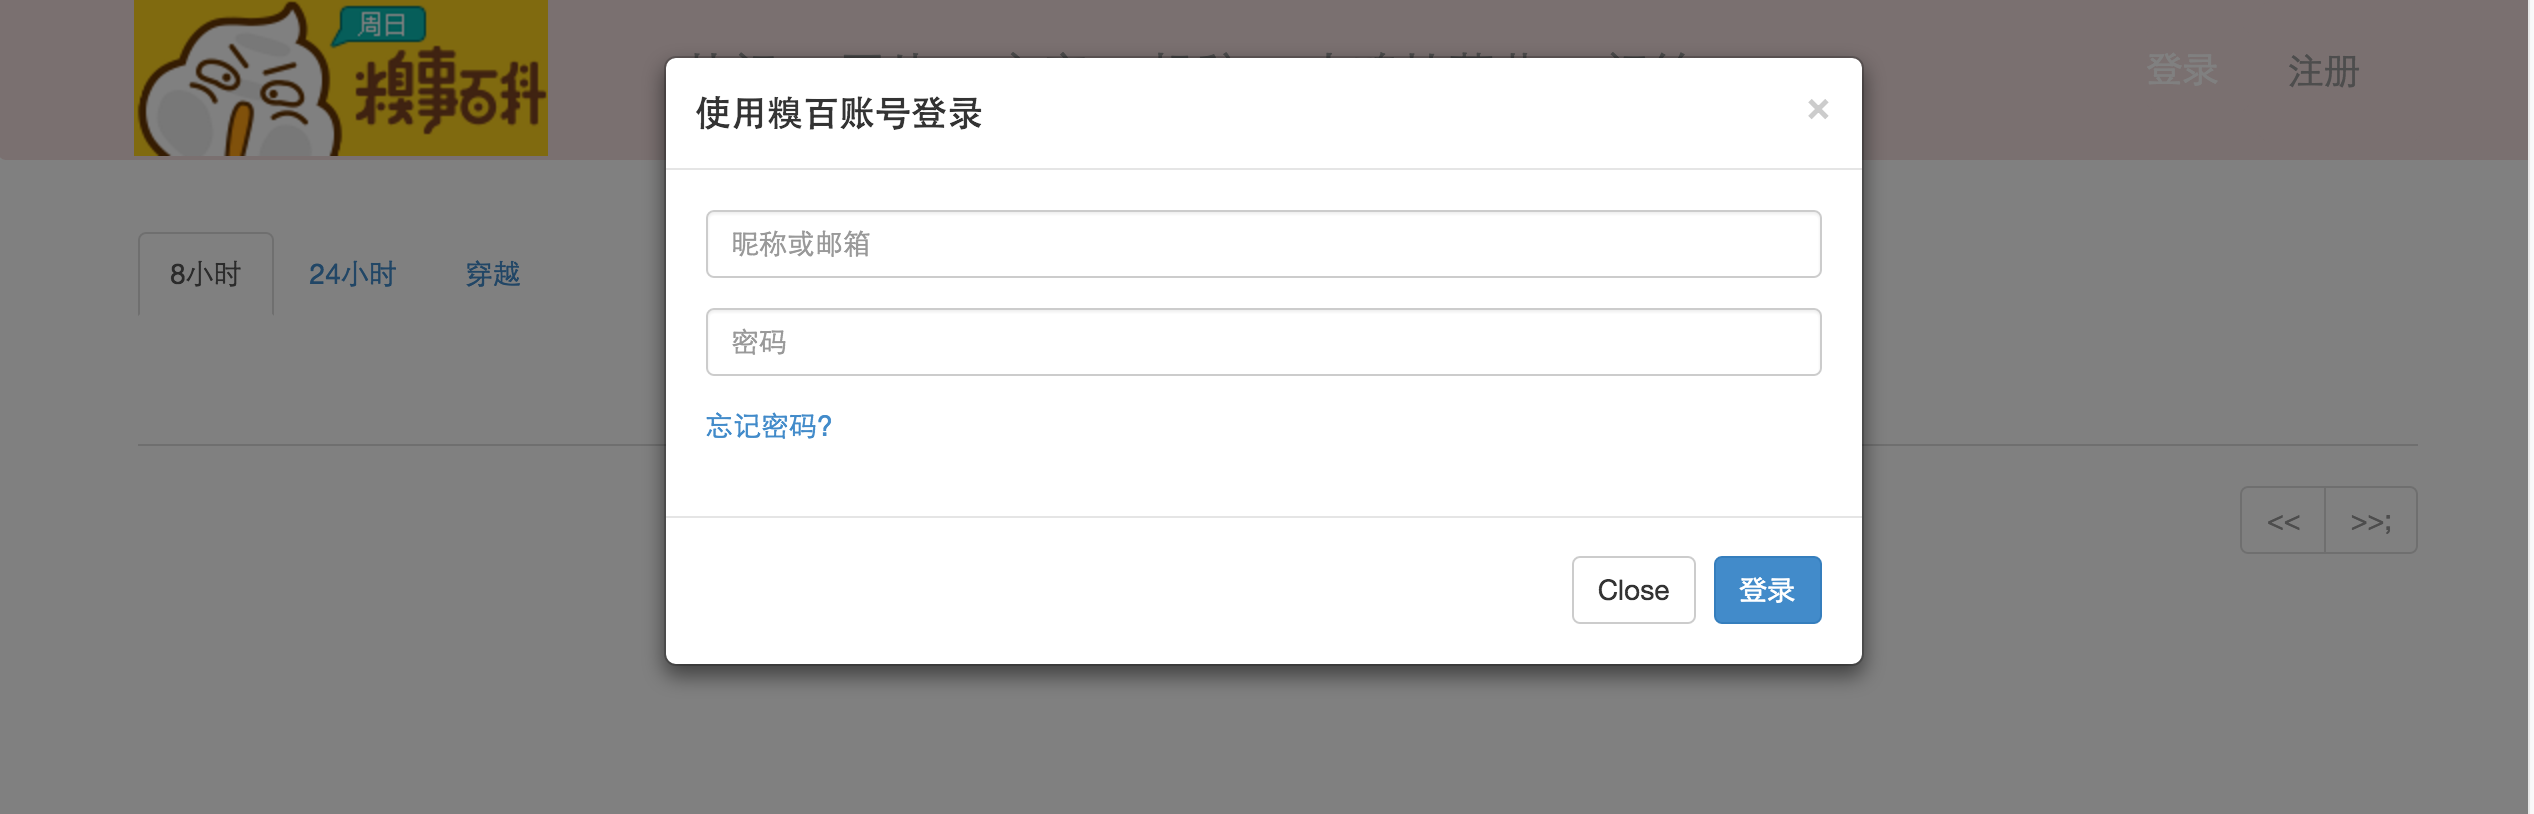 周日
糗事百科
登录
注册
使用糗百账号登录
×
8小时
24小时
穿越
昵称或邮箱
密码
忘记密码?
<<
>>;
Close
登录